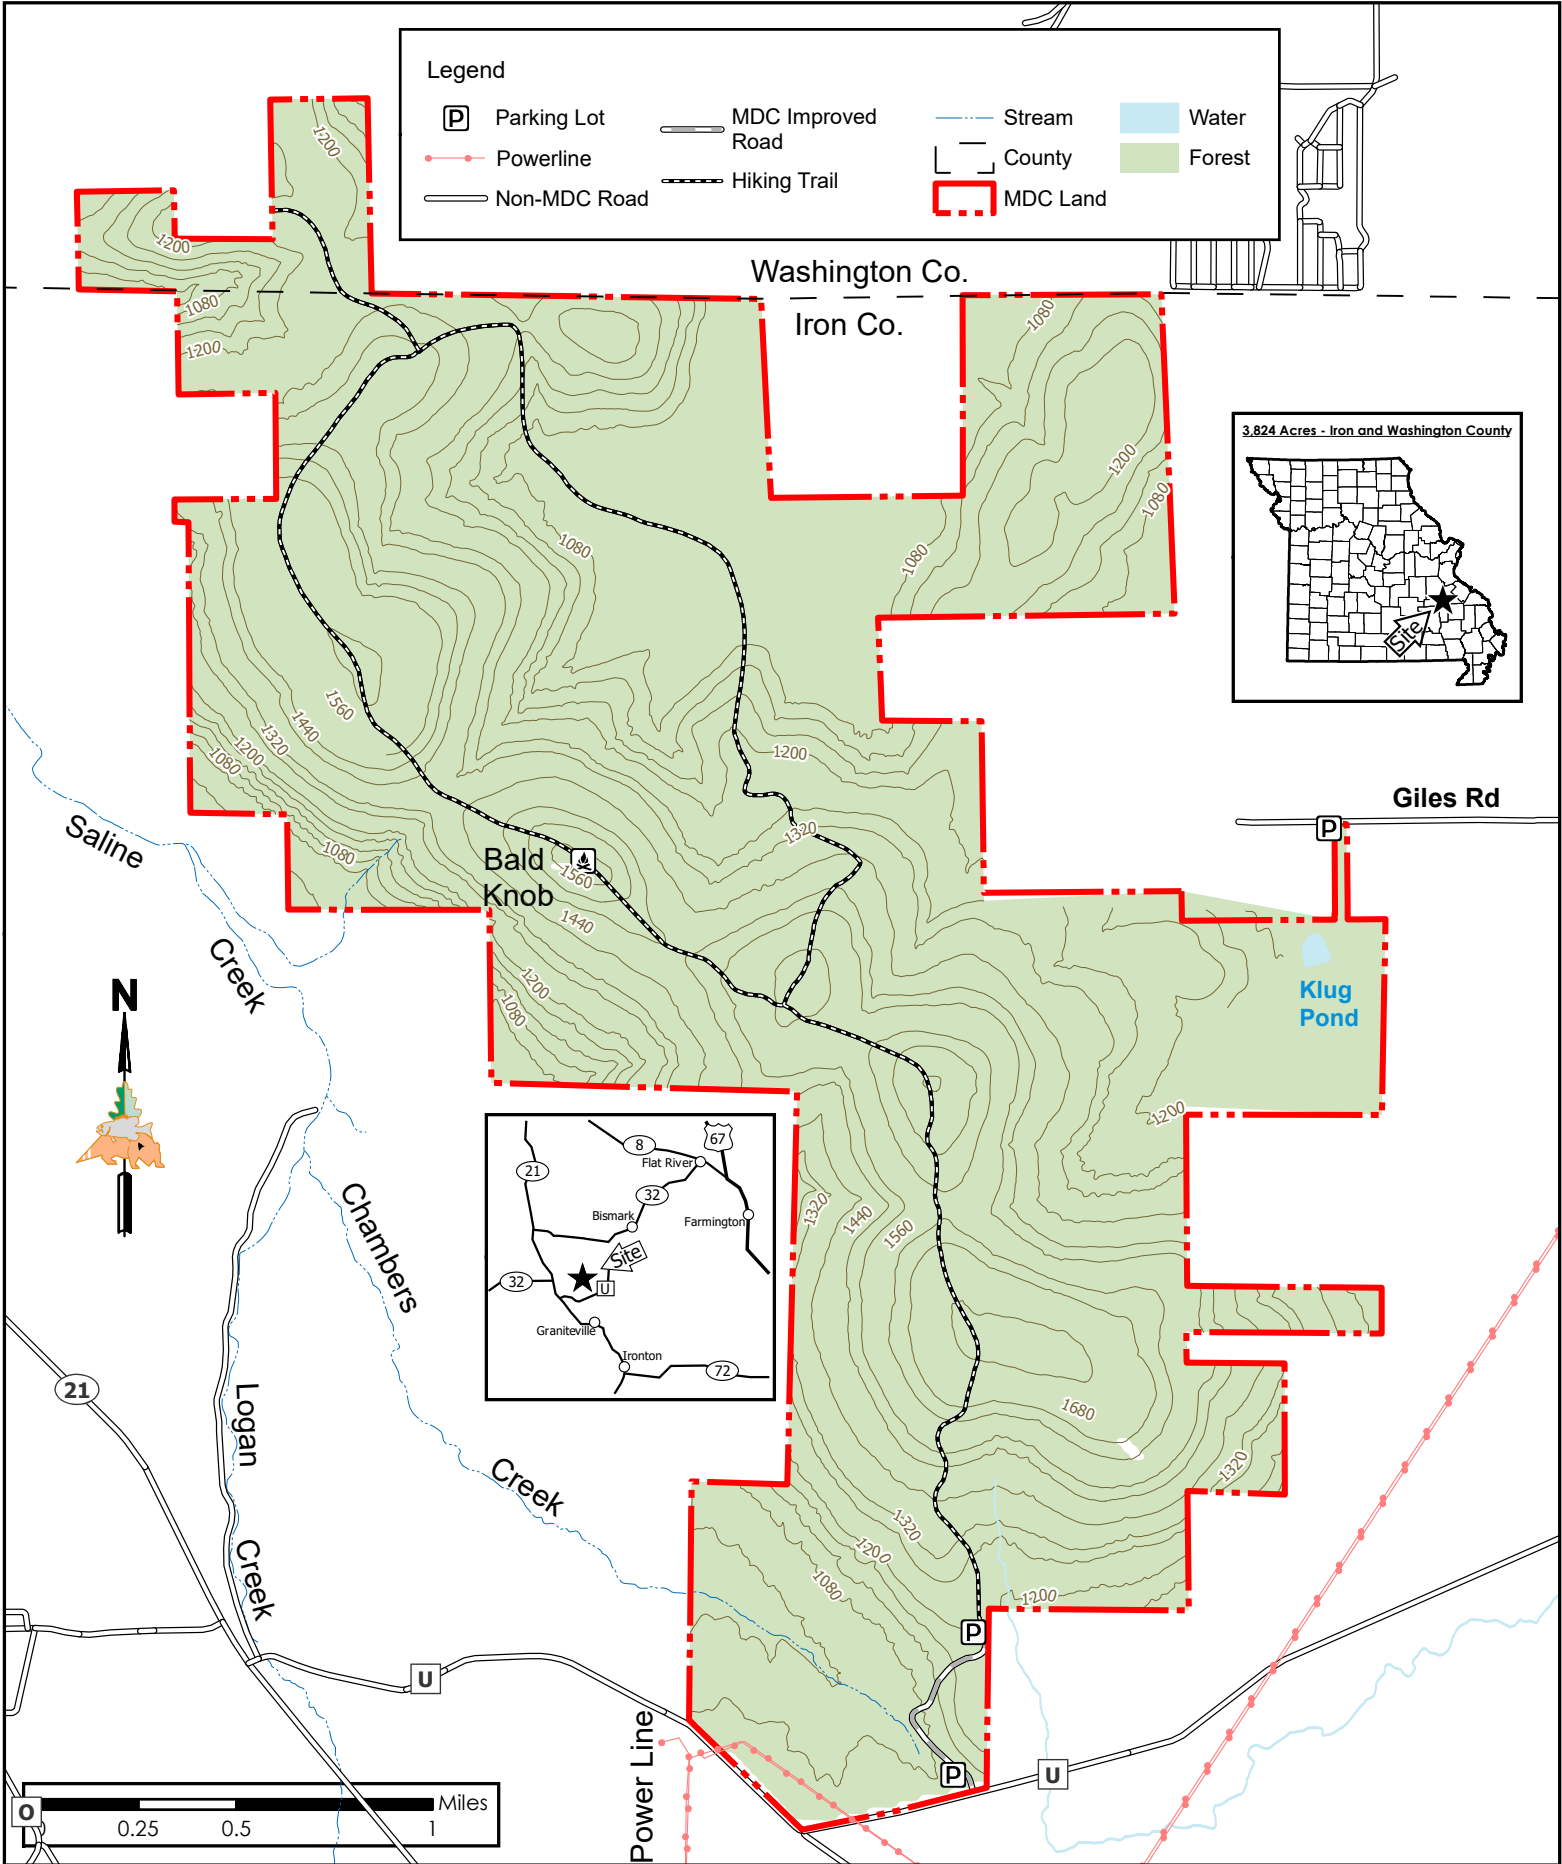 Legend
P Parking Lot
Powerline
Non-MDC Road
MDC Improved
Road
Hiking Trail
Stream
County
MDC Land
Water
Forest
1200
1200
Washington Co.
Iron Co.
1080
1200
1080
1200
1080
1080
1080
3,824 Acres - Iron and Washington County
Site
1560
1440
1320
1200
1080
1200
Giles Rd
P
Saline
1080
1320
Bald
Knob
1560
1440
Creek
1200
1080
N
Klug
Pond
1200
8
67
21
Flat River
32
Bismark
Farmington
Site
32
U
Graniteville
Ironton
72
1320
1440
1560
Chambers
21
Logan
1680
Creek
1320
1320
1200
1080
1200
Creek
P
U
Power Line
P
U
O
Miles
0.25
0.5
1